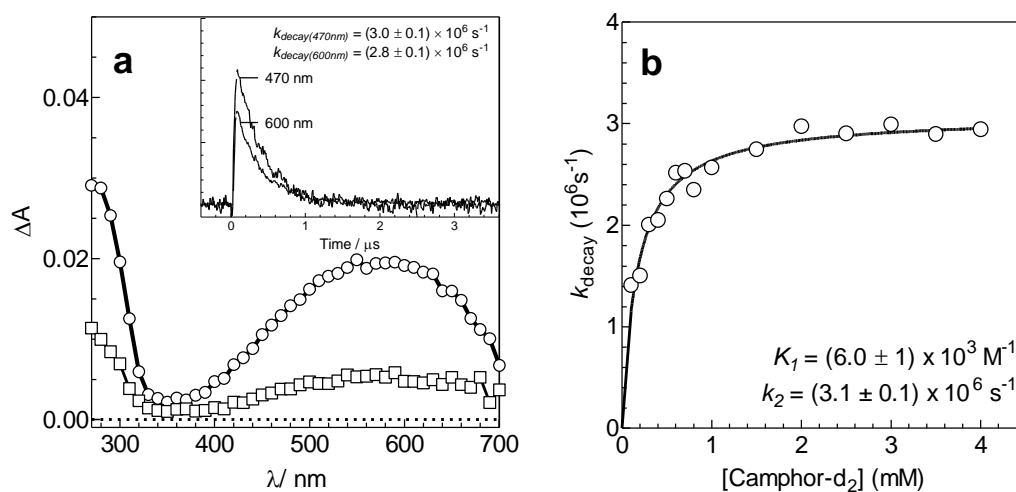 a
k_decay(470nm) = (3.0 ± 0.1) × 10^6 s^-1
k_decay(600nm) = (2.8 ± 0.1) × 10^6 s^-1
470 nm
600 nm
0 1 2 3
Time / μs
0.04
0.02
0.00
ΔA
300 400 500 600 700
λ/ nm
b
4
3
2
1
0
k_decay (10^6 s^-1)
K_1 = (6.0 ± 1) x 10^3 M^-1
k_2 = (3.1 ± 0.1) x 10^6 s^-1
0 1 2 3 4
[Camphor-d_2] (mM)